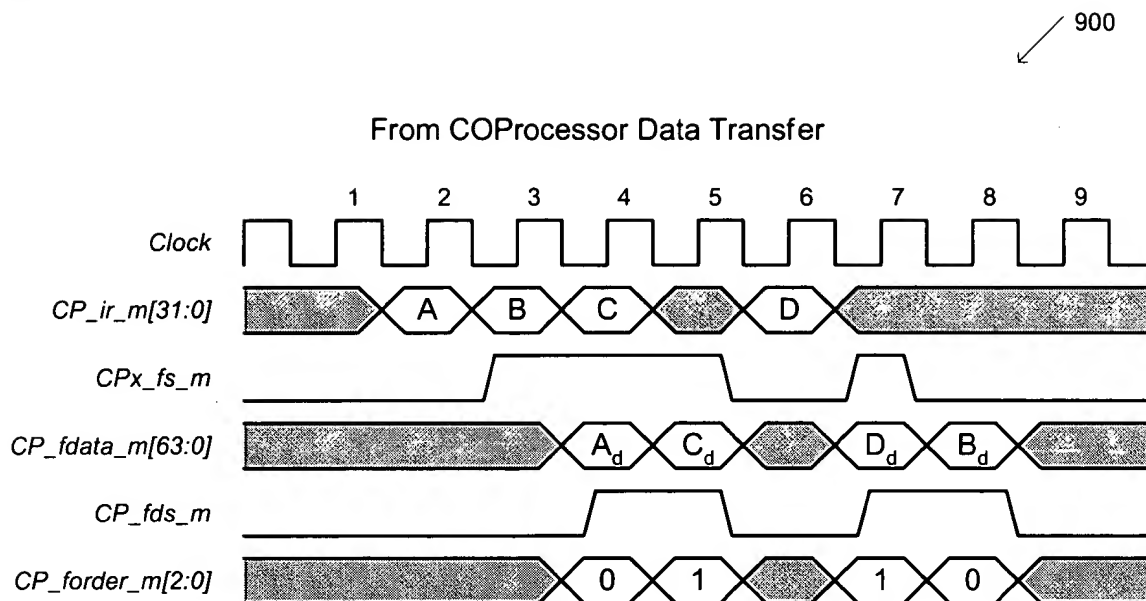 900
From COProcessor Data Transfer
1 2 3 4 5 6 7 8 9
Clock
CP_ir_m[31:0] A B C D
CPx_fs_m
CP_fdata_m[63:0] Ad Cd Dd Bd
CP_fds_m
CP_forder_m[2:0] 0 1 1 0